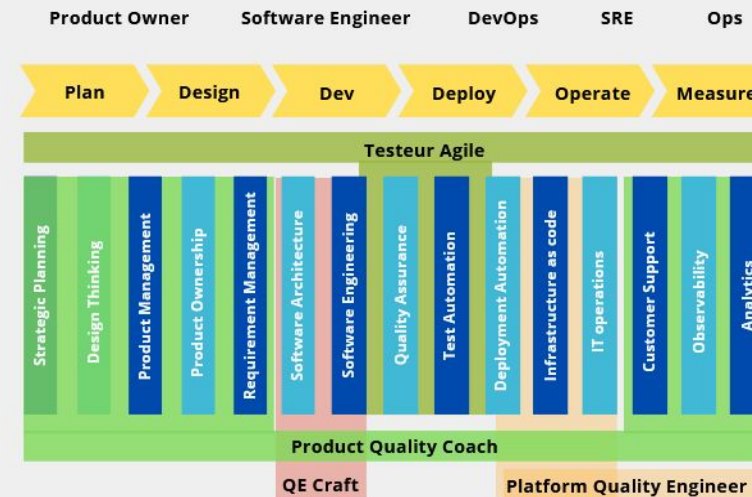 Product Owner
Software Engineer
DevOps
SRE
Ops
Plan
Design
Dev
Deploy
Operate
Measure
Testeur Agile
Strategic Planning
Design Thinking
Product Management
Product Ownership
Requirement Management
Software Architecture
Software Engineering
Quality Assurance
Test Automation
Deployment Automation
Infrastructure as code
IT operations
Customer Support
Observability
Analytics
Product Quality Coach
QE Craft
Platform Quality Engineer